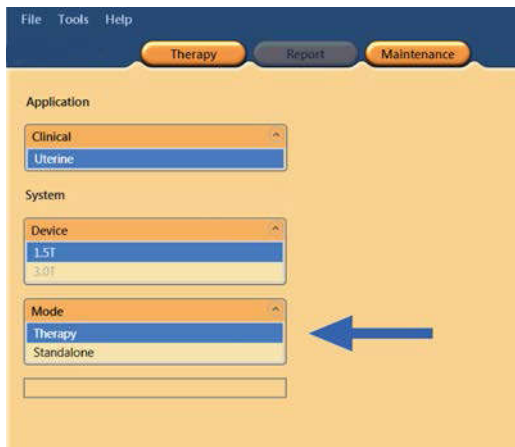 File Tools Help
Therapy Report Maintenance
Application
Clinical
Uterine
System
Device
1.5T
3.0T
Mode
Therapy
Standalone